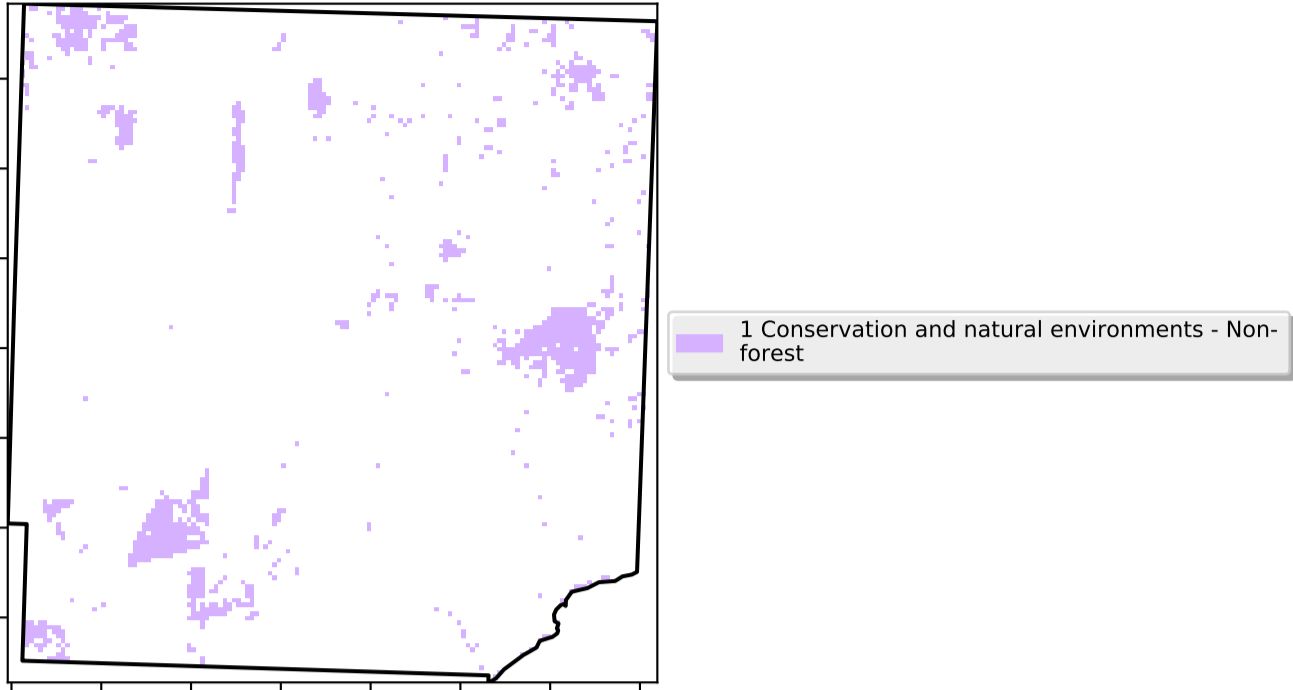 1 Conservation and natural environments - Non-
forest